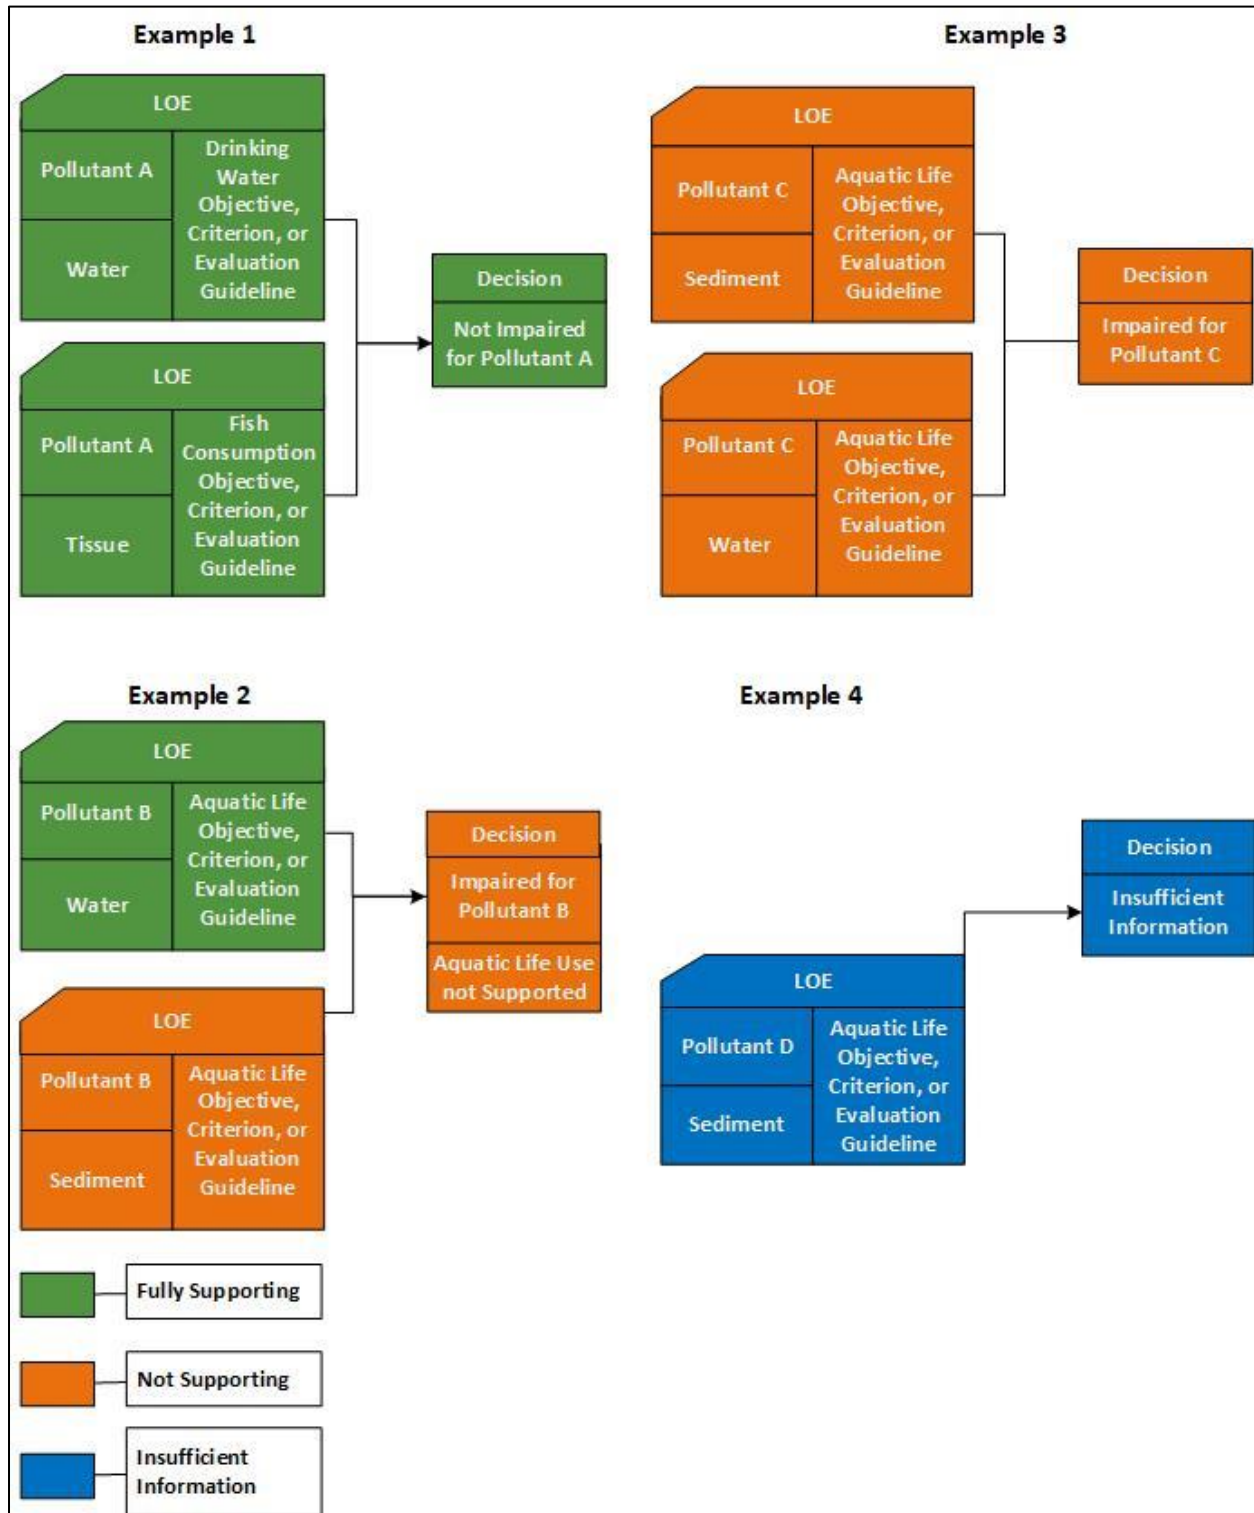 Example 1
LOE
Pollutant A
Water
Drinking
Water
Objective,
Criterion, or
Evaluation
Guideline
LOE
Pollutant A
Tissue
Fish
Consumption
Objective,
Criterion, or
Evaluation
Guideline
Decision
Not Impaired
for Pollutant A
Example 3
LOE
Pollutant C
Sediment
Aquatic Life
Objective,
Criterion, or
Evaluation
Guideline
LOE
Pollutant C
Water
Aquatic Life
Objective,
Criterion, or
Evaluation
Guideline
Decision
Impaired for
Pollutant C
Example 2
LOE
Pollutant B
Water
Aquatic Life
Objective,
Criterion, or
Evaluation
Guideline
LOE
Pollutant B
Sediment
Aquatic Life
Objective,
Criterion, or
Evaluation
Guideline
Decision
Impaired for
Pollutant B
Aquatic Life Use
not Supported
Example 4
LOE
Pollutant D
Sediment
Aquatic Life
Objective,
Criterion, or
Evaluation
Guideline
Decision
Insufficient
Information
Fully Supporting
Not Supporting
Insufficient
Information